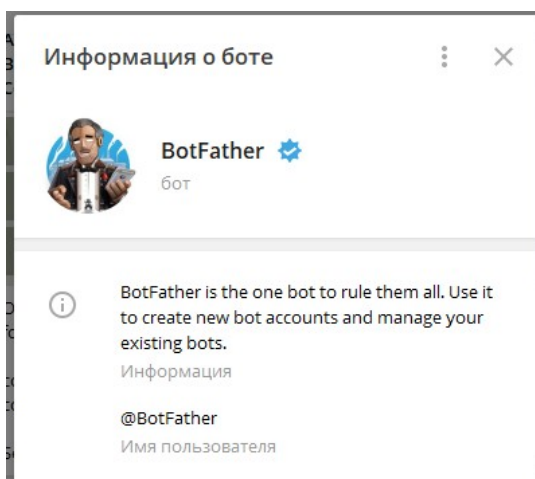 Информация о боте
BotFather
бот
BotFather is the one bot to rule them all. Use it
to create new bot accounts and manage your
existing bots.
Информация
@BotFather
Имя пользователя